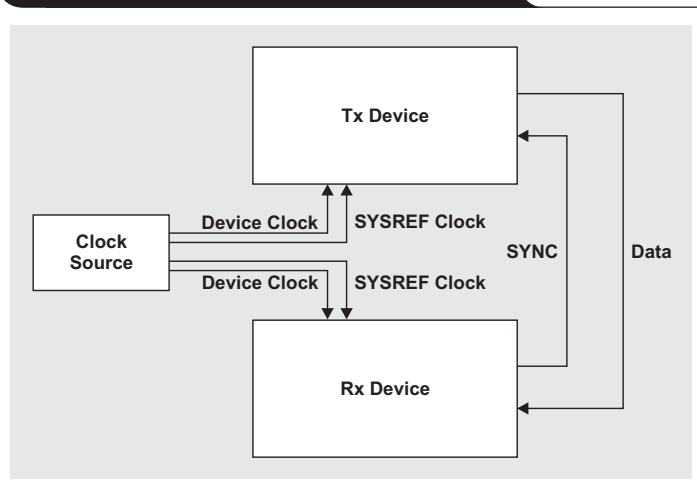 Tx Device
Device Clock
SYSREF Clock
Clock
Source
SYNC
Data
Device Clock
SYSREF Clock
Rx Device